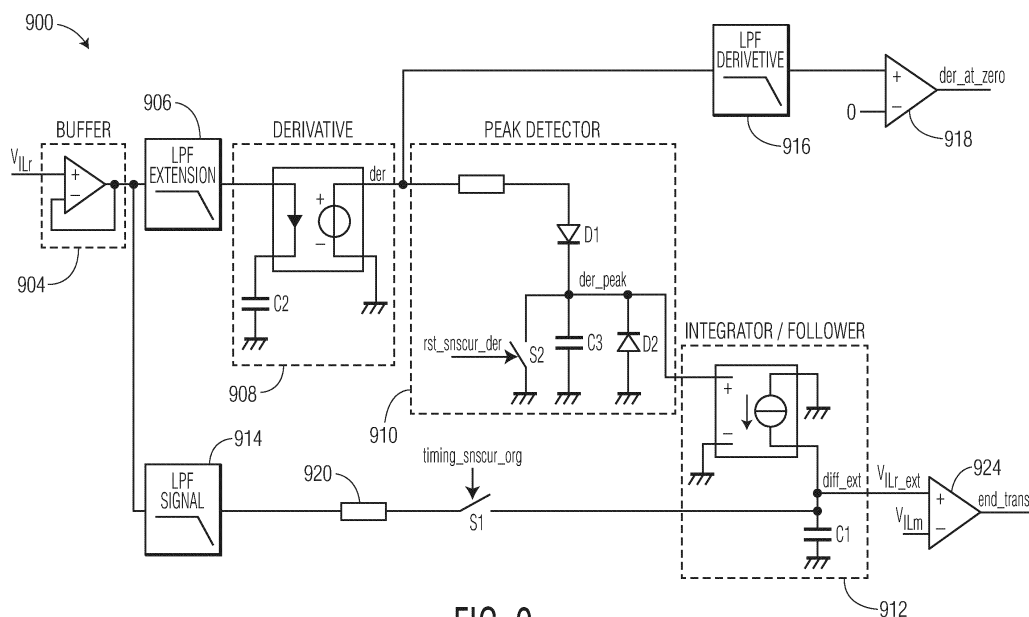 900
LPF
DERIVETIVE
der_at_zero
0
+
−
916
918
906
BUFFER
DERIVATIVE
PEAK DETECTOR
VILr
+
−
LPF
EXTENSION
der
+
−
904
D1
C2
der_peak
rst_snscur_der
S2
C3
D2
INTEGRATOR / FOLLOWER
908
910
+
−
914
LPF
SIGNAL
920
timing_snscur_org
S1
diff_ext
VILr_ext
924
+
−
end_trans
VILm
C1
912